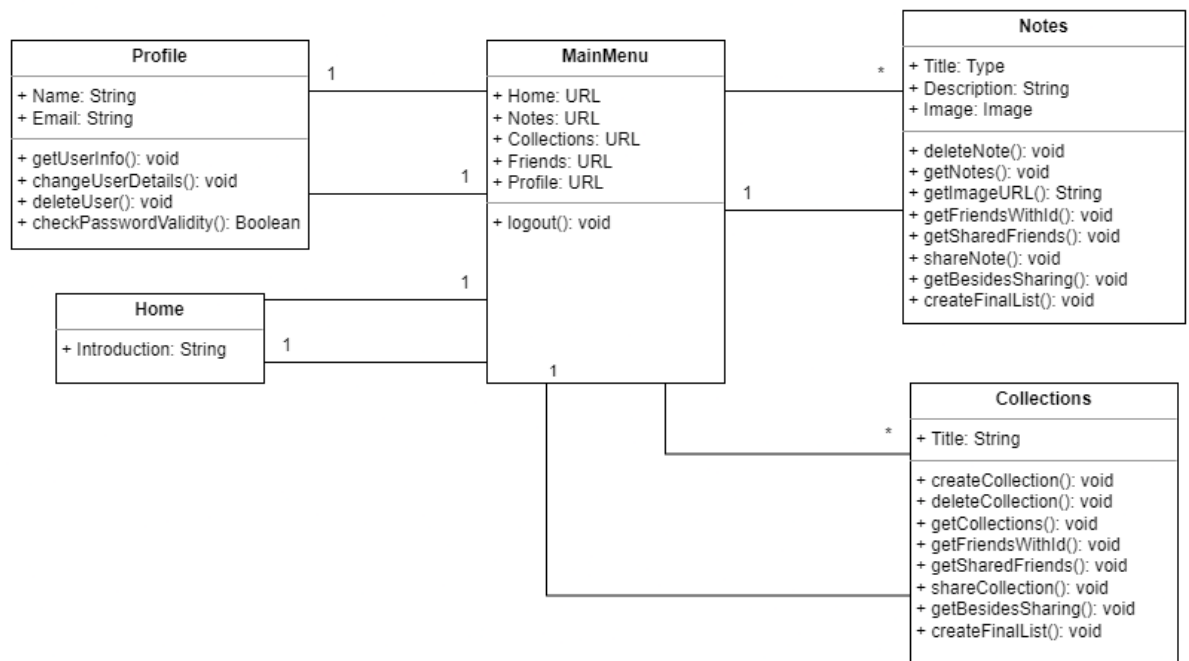 Profile
+ Name: String
+ Email: String
+ getUserInfo(): void
+ changeUserDetails(): void
+ deleteUser(): void
+ checkPasswordValidity(): Boolean
1
1
MainMenu
+ Home: URL
+ Notes: URL
+ Collections: URL
+ Friends: URL
+ Profile: URL
+ logout(): void
*
1
Notes
+ Title: Type
+ Description: String
+ Image: Image
+ deleteNote(): void
+ getNotes(): void
+ getImageURL(): String
+ getFriendsWithId(): void
+ getSharedFriends(): void
+ shareNote(): void
+ getBesidesSharing(): void
+ createFinalList(): void
Home
+ Introduction: String
1
1
1
*
Collections
+ Title: String
+ createCollection(): void
+ deleteCollection(): void
+ getCollections(): void
+ getFriendsWithId(): void
+ getSharedFriends(): void
+ shareCollection(): void
+ getBesidesSharing(): void
+ createFinalList(): void